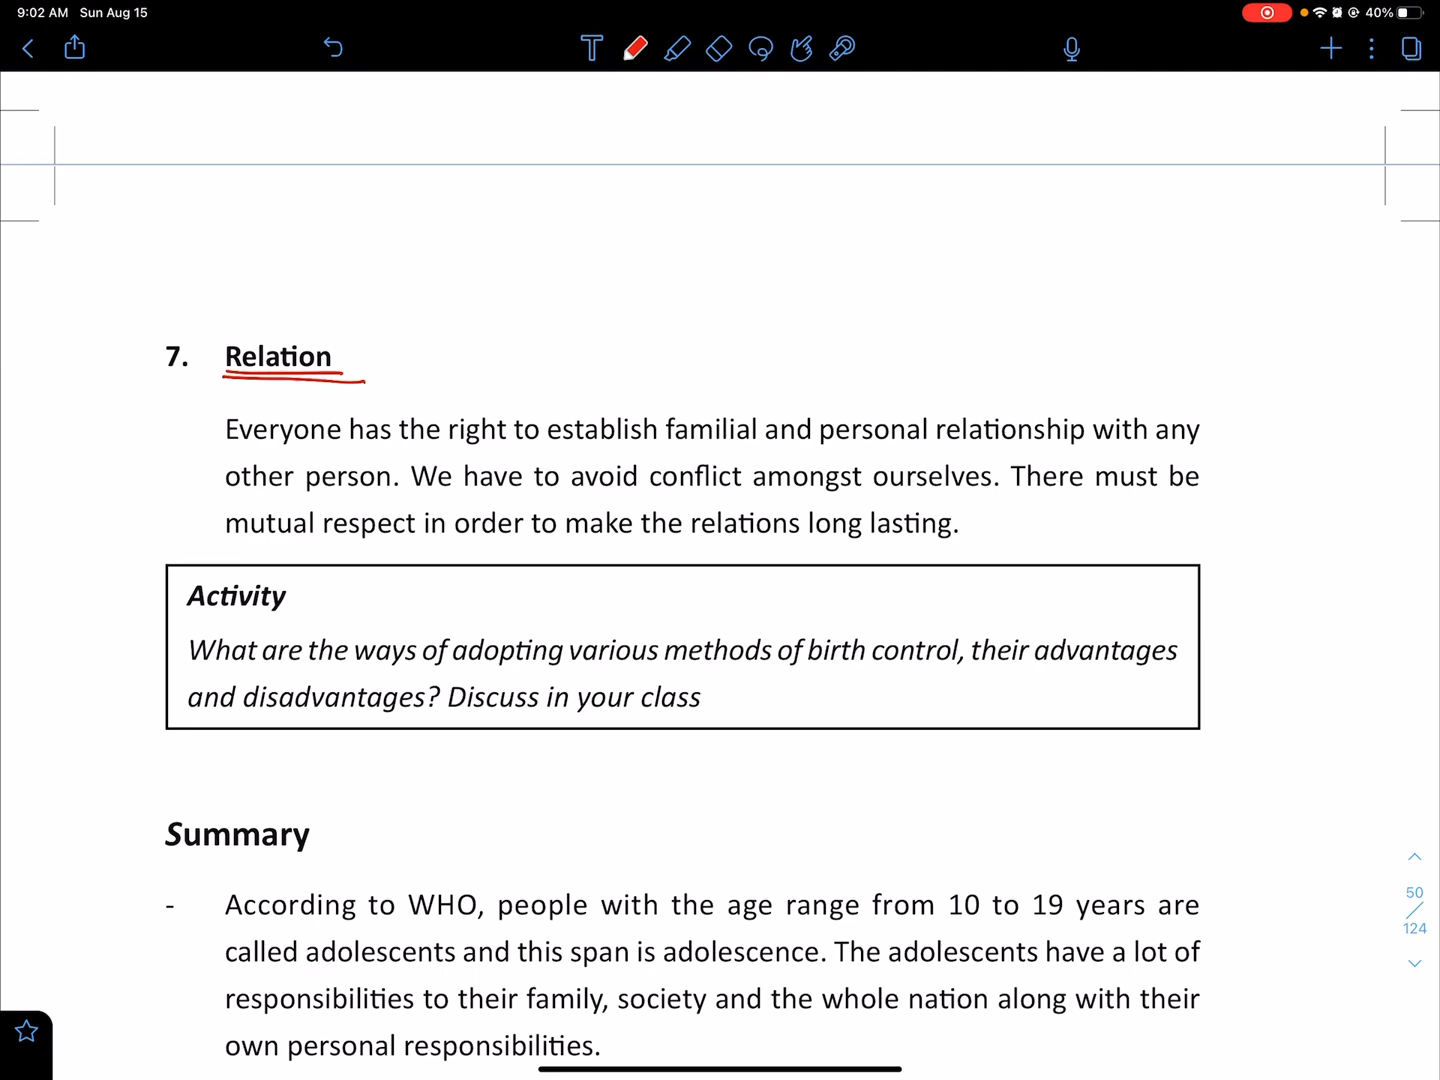 9:02 AM Sun Aug 15
40%
7. Relation
Everyone has the right to establish familial and personal relationship with any
other person. We have to avoid conflict amongst ourselves. There must be
mutual respect in order to make the relations long lasting.
Activity
What are the ways of adopting various methods of birth control, their advantages
and disadvantages? Discuss in your class
Summary
- According to WHO, people with the age range from 10 to 19 years are
called adolescents and this span is adolescence. The adolescents have a lot of
responsibilities to their family, society and the whole nation along with their
own personal responsibilities.
50
/
124